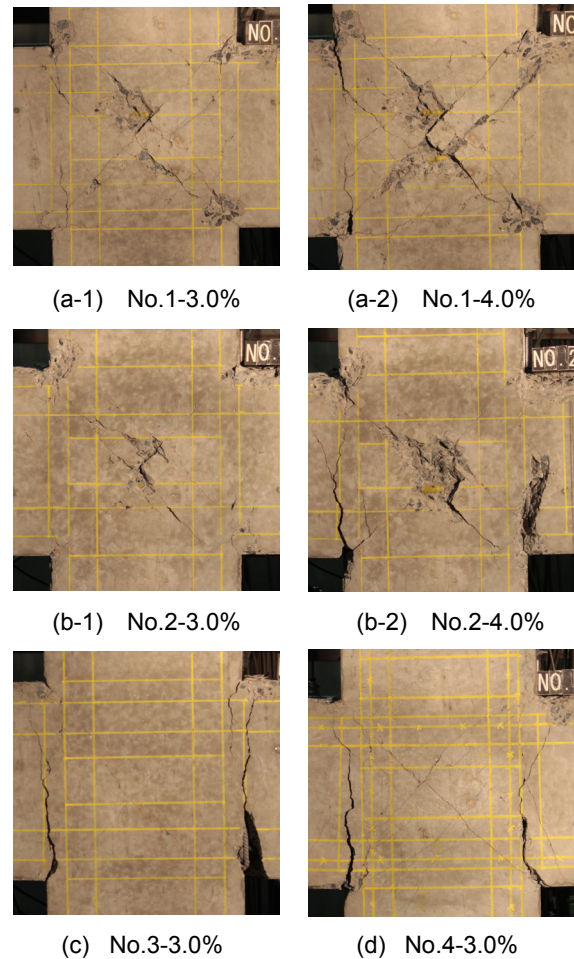 NO.
NO
(a-1) No.1-3.0%
(a-2) No.1-4.0%
NO.
NO.2
(b-1) No.2-3.0%
(b-2) No.2-4.0%
NO.
(c) No.3-3.0%
(d) No.4-3.0%